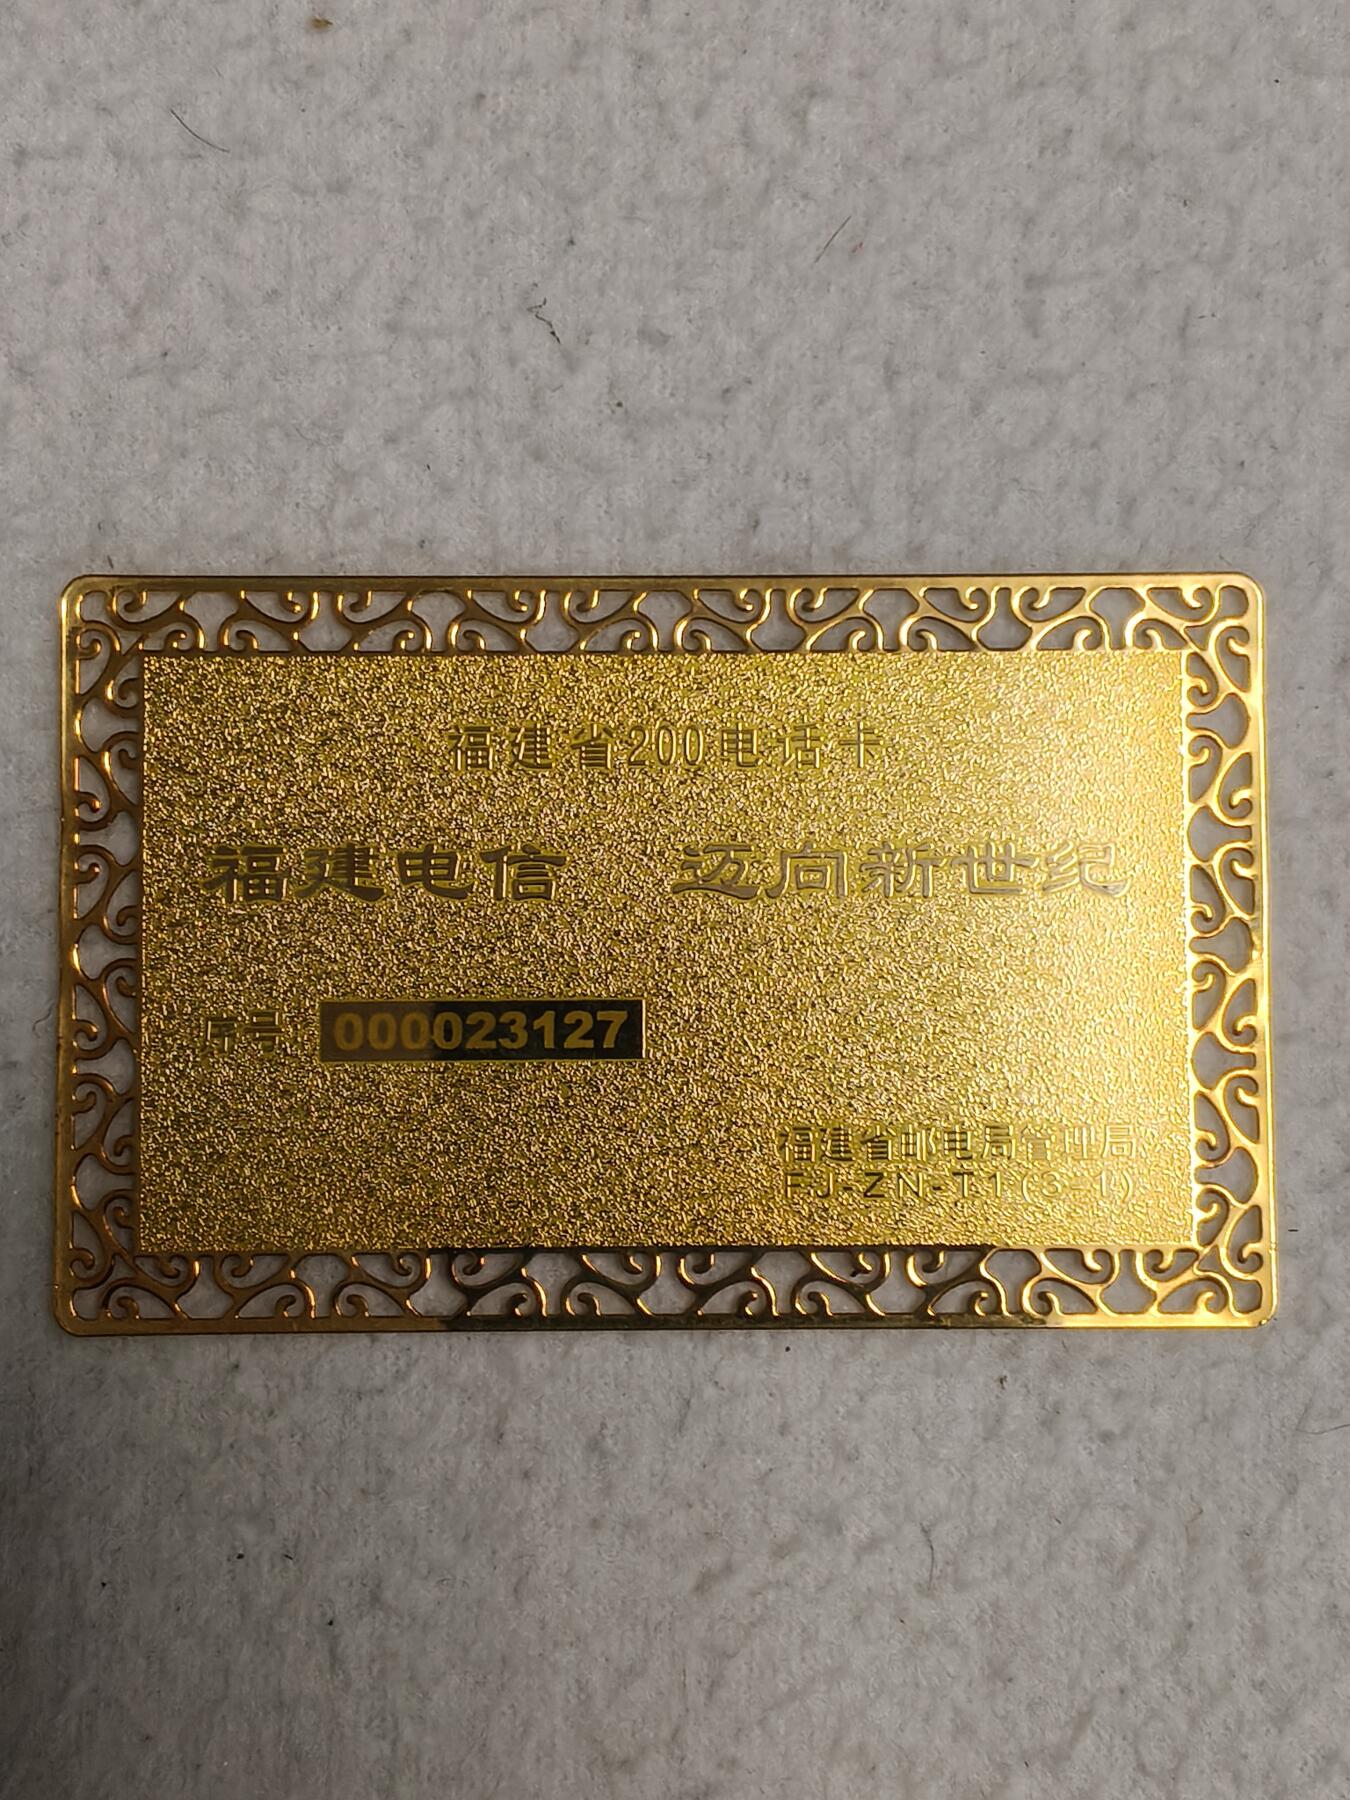 福建省200电话卡
福建电信 迈向新世纪
序号 000023127
福建省邮电局管理局
FJ-ZN-T1(3-1)